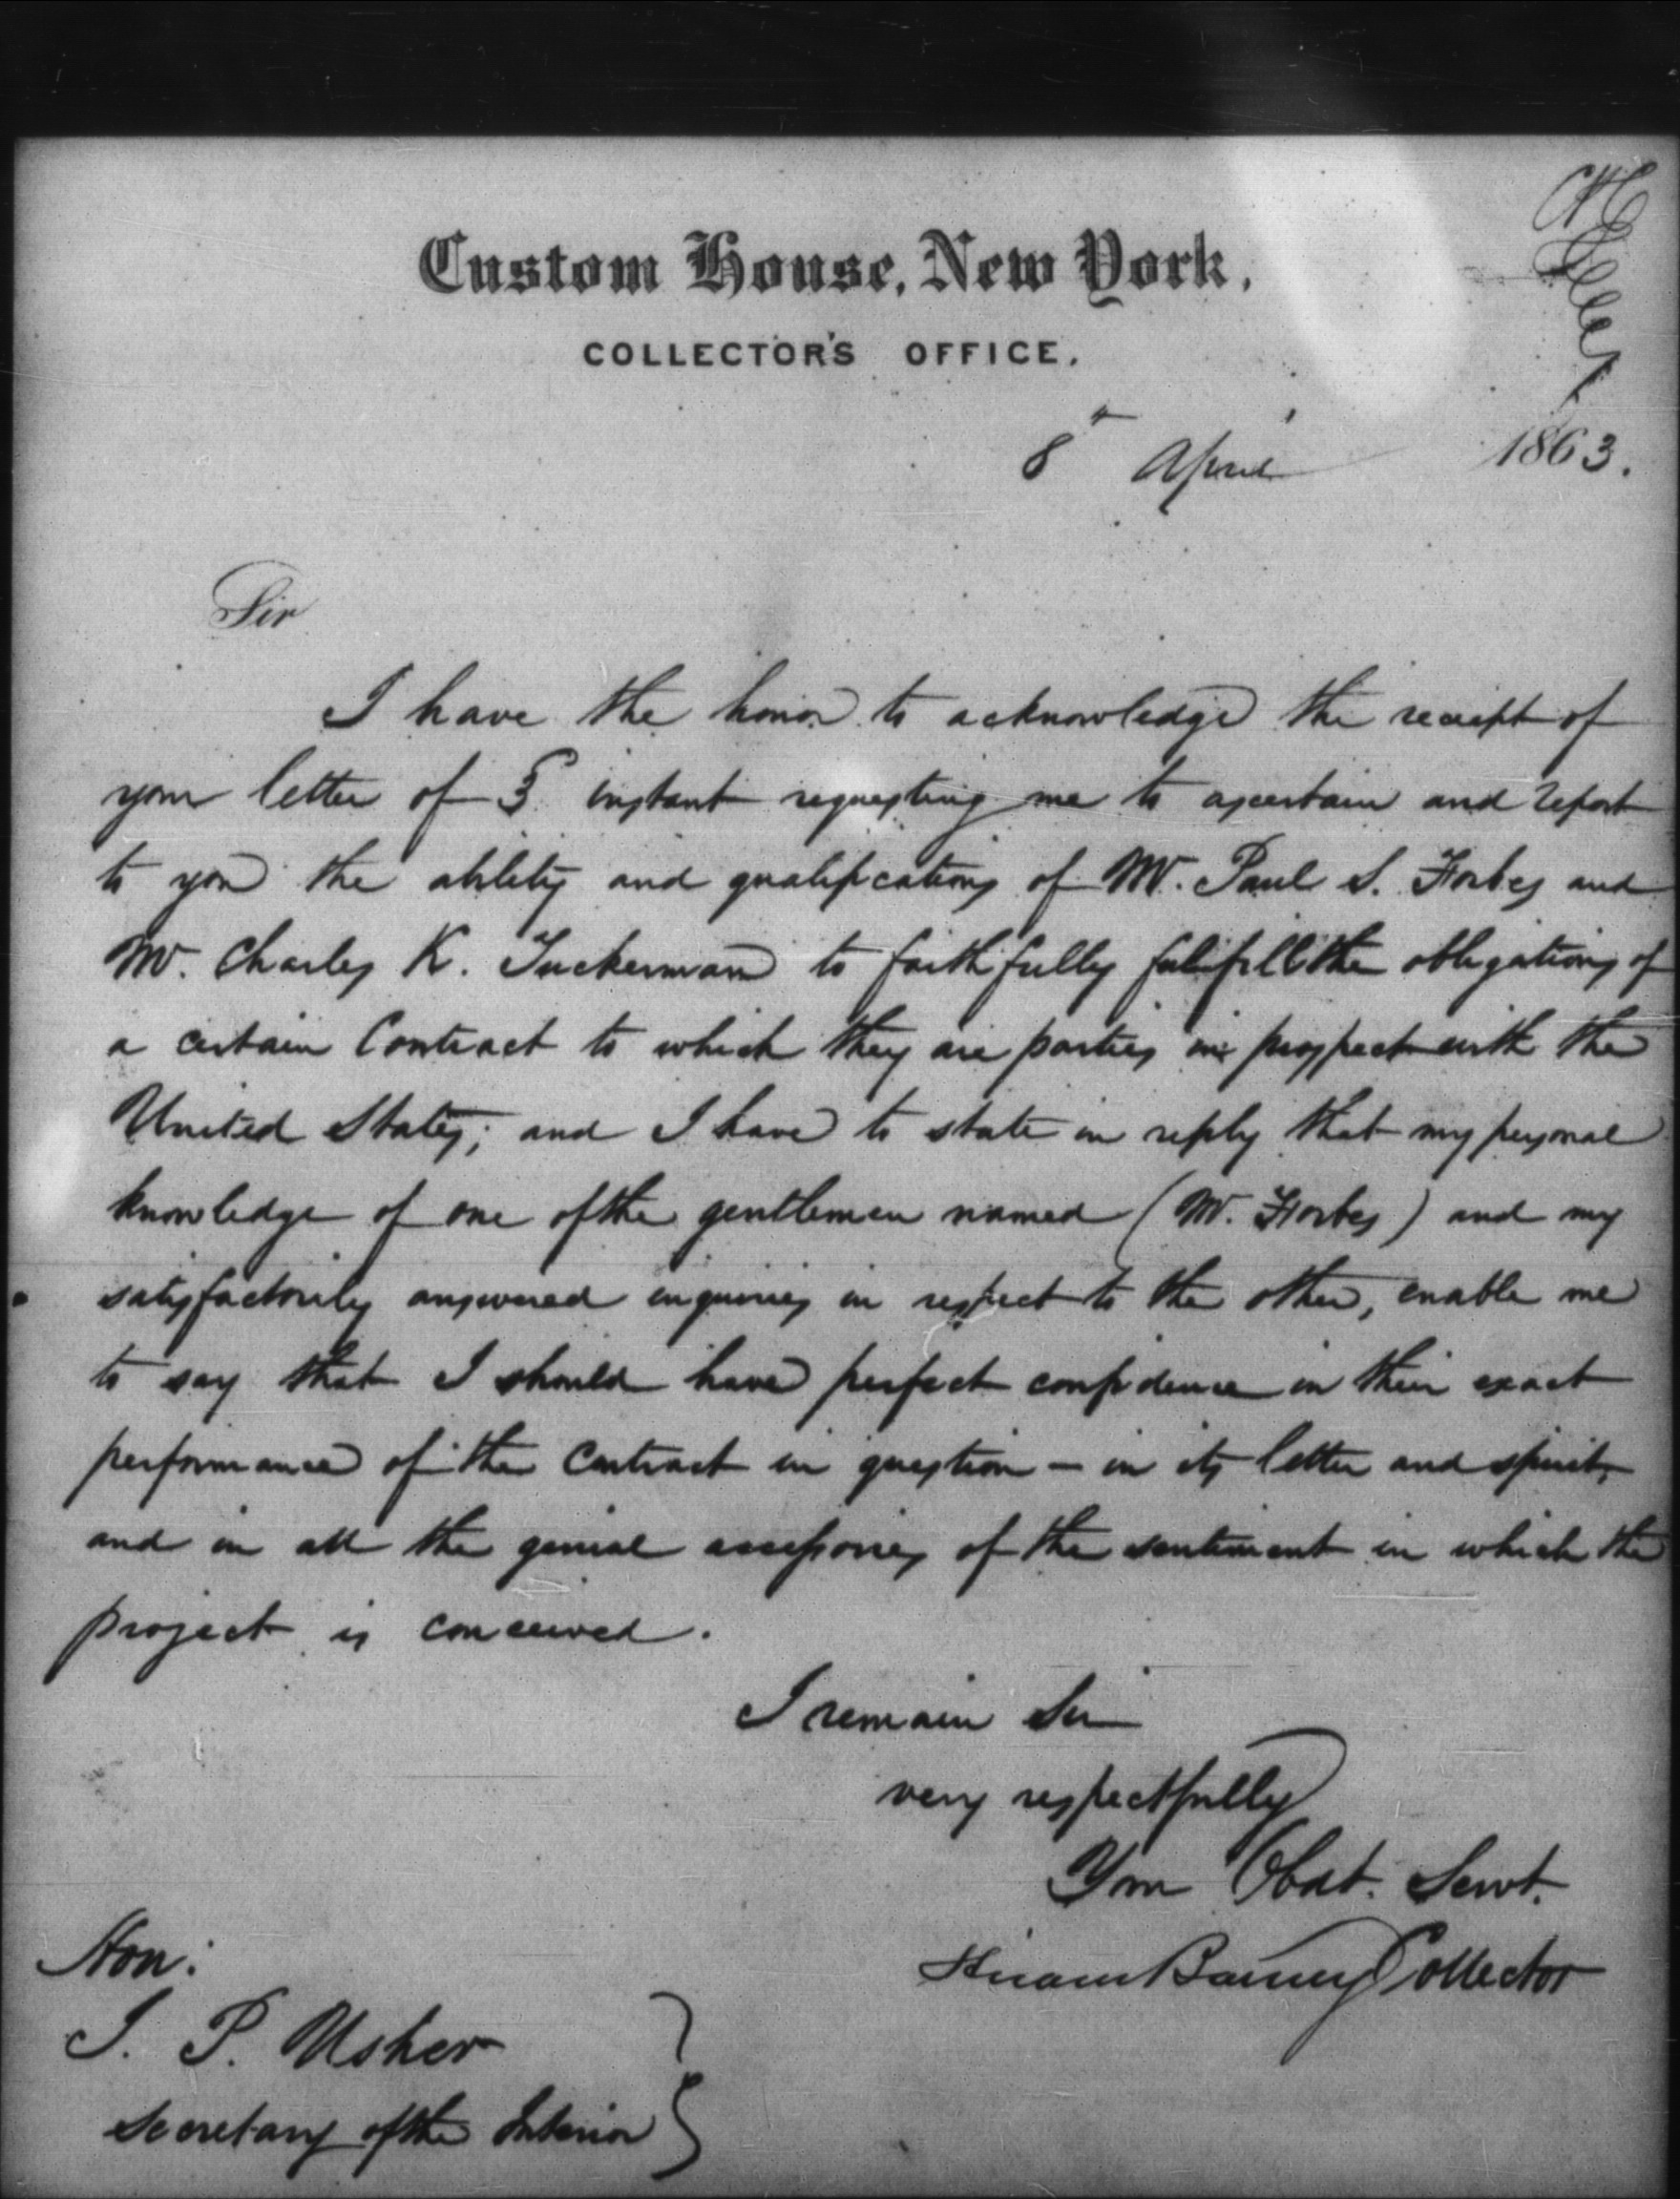 Custom House, New York,
COLLECTOR'S OFFICE.
8th April 1863.
Sir
I have the honor to acknowledge the receipt of
your letter of 3d instant requesting me to ascertain and report
to you the ability and qualifications of Mr. Paul S. Forbes and
Mr. Charles K. Tuckerman to faithfully fulfill the obligations of
a certain Contract to which they are parties in prospect with the
United States; and I have to state in reply that my personal
knowledge of one of the gentlemen named (Mr. Forbes) and my
satisfactorily answered inquiries in respect to the other, enable me
to say that I should have perfect confidence in their exact
performance of the Contract in question - in its letter and spirit,
and in all the genial accessories of the sentiment in which the
project is conceived.
I remain Sir
very respectfully
Your Obdt. Servt.
Hiram Barney Collector
Hon:
J. P. Usher
Secretary of the Interior